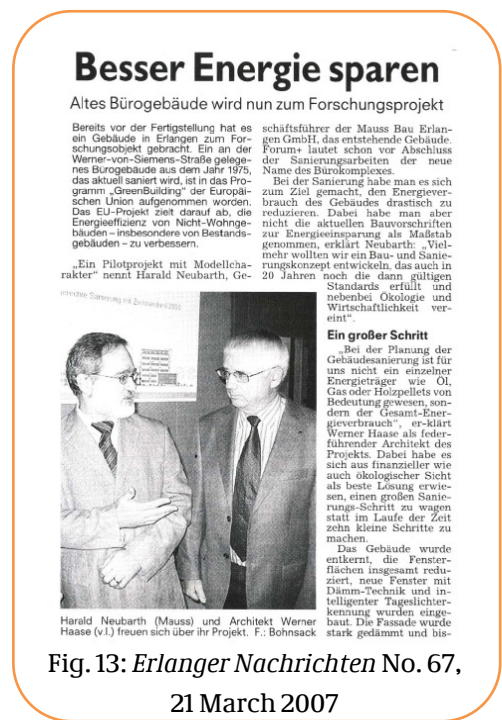 Besser Energie sparen
Altes Bürogebäude wird nun zum Forschungsprojekt
Bereits vor der Fertigstellung hat es
ein Gebäude in Erlangen zum For-
schungsobjekt gebracht. Ein an der
Werner-von-Siemens-Straße gelege-
nes Bürogebäude aus dem Jahr 1975,
das aktuell saniert wird, ist in das Pro-
gramm „GreenBuilding" der Europäi-
schen Union aufgenommen worden.
Das EU-Projekt zielt darauf ab, die
Energieeffizienz von Nicht-Wohnge-
bäuden – insbesondere von Bestands-
gebäuden – zu verbessern.
„Ein Pilotprojekt mit Modellcha-
rakter" nennt Harald Neubarth, Ge-
schäftsführer der Mauss Bau Erlan-
gen GmbH, das entstehende Gebäude.
Forum+ lautet schon vor Abschluss
der Sanierungsarbeiten der neue
Name des Bürokomplexes.
Bei der Sanierung habe man es sich
zum Ziel gemacht, den Energiever-
brauch des Gebäudes drastisch zu
reduzieren. Dabei habe man aber
nicht die aktuellen Bauvorschriften
zur Energieeinsparung als Maßstab
genommen, erklärt Neubarth: „Viel-
mehr wollten wir ein Bau- und Sanie-
rungskonzept entwickeln, das auch in
20 Jahren noch die dann gültigen
Standards erfüllt und
nebenbei Ökologie und
Wirtschaftlichkeit ver-
eint".
Ein großer Schritt
„Bei der Planung der
Gebäudesanierung ist für
uns nicht ein einzelner
Energieträger wie Öl,
Gas oder Holzpellets von
Bedeutung gewesen, son-
dern der Gesamt-Ener-
gieverbrauch", er-klärt
Werner Haase als feder-
führender Architekt des
Projekts. Dabei habe es
sich aus finanzieller wie
auch ökologischer Sicht
als beste Lösung erwie-
sen, einen großen Sanie-
rungs-Schritt zu wagen
statt im Laufe der Zeit
zehn kleine Schritte zu
machen.
Das Gebäude wurde
entkernt, die Fenster-
flächen insgesamt redu-
ziert, neue Fenster mit
Dämm-Technik und in-
telligenter Tageslichter-
kennung wurden einge-
baut. Die Fassade wurde
stark gedämmt und bis-
Harald Neubarth (Mauss) und Architekt Werner
Haase (v.l.) freuen sich über ihr Projekt. F.: Bohnsack
Fig. 13: Erlanger Nachrichten No. 67,
21 March 2007